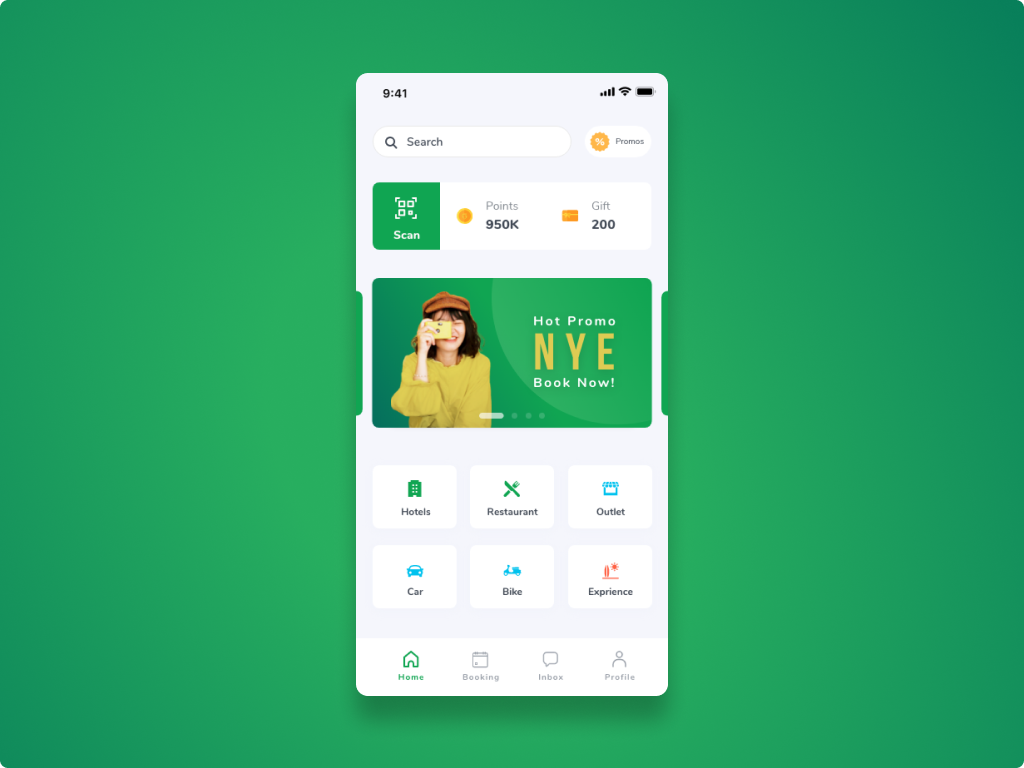 9:41
Search
%
Promos
Scan
Points
950K
Gift
200
Hot Promo
NYE
Book Now!
Hotels
Restaurant
Outlet
Car
Bike
Exprience
Home
Booking
Inbox
Profile